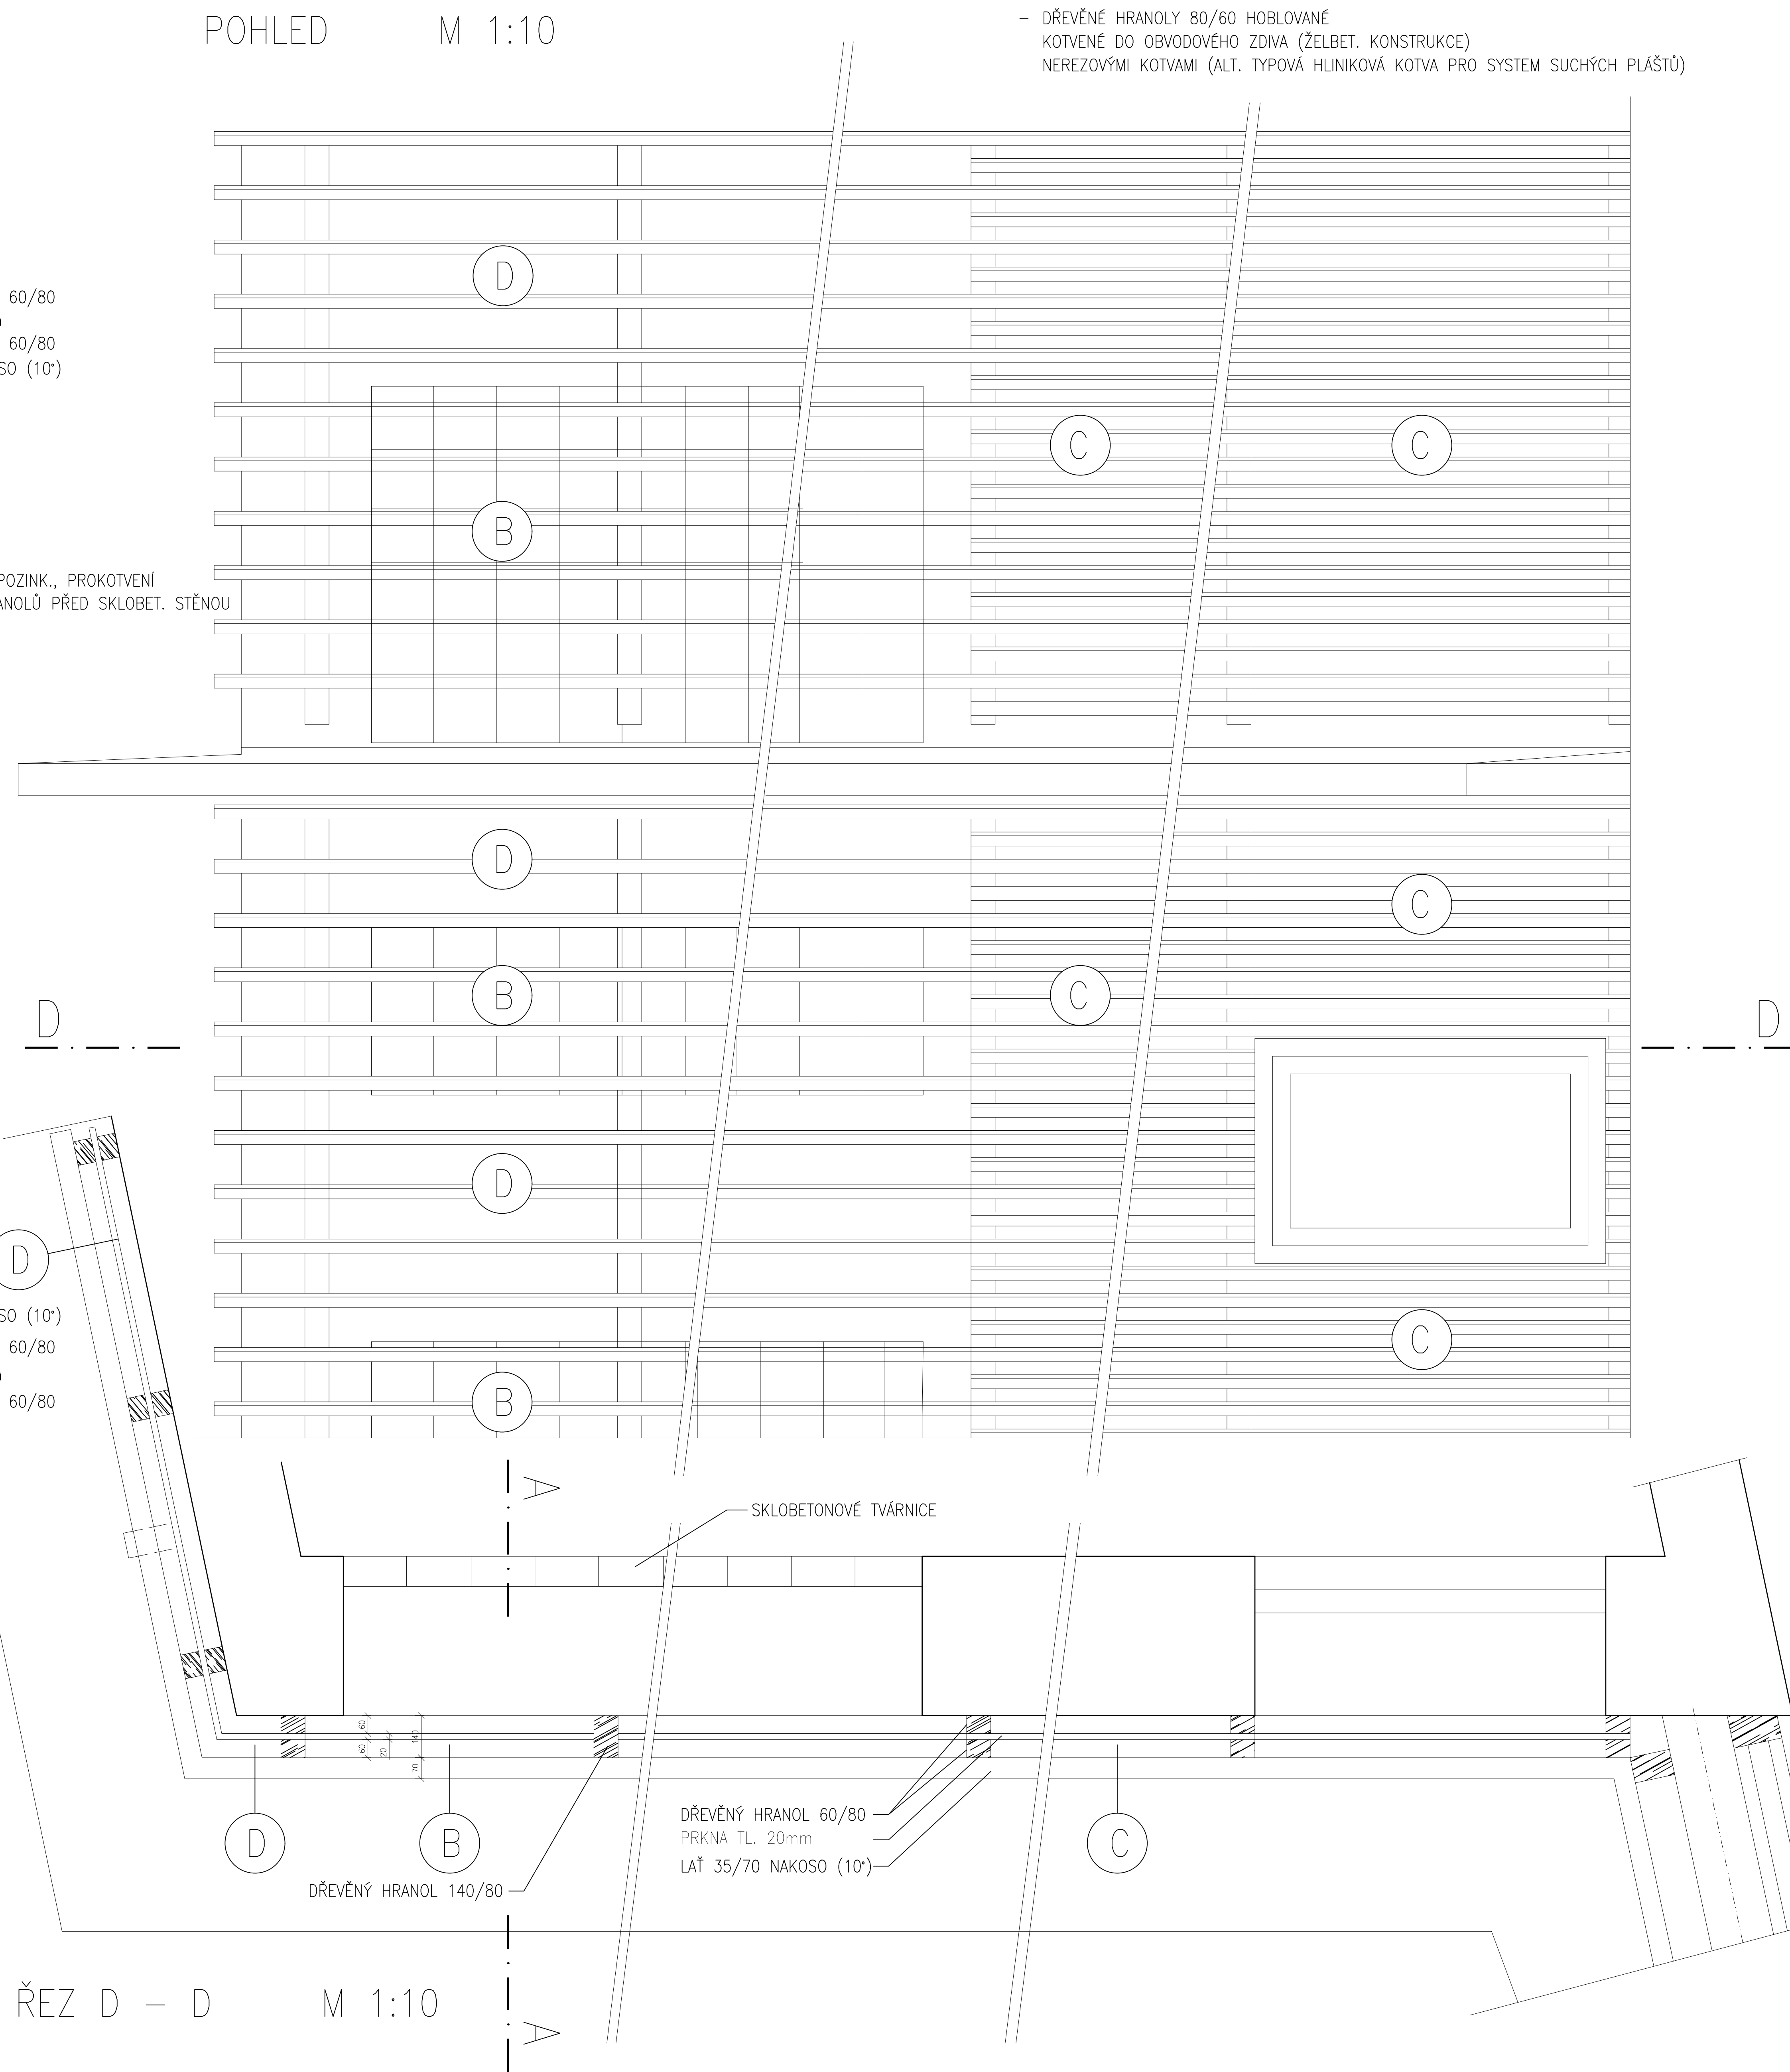 POHLED M 1:10
- DŘEVĚNÉ HRANOLY 80/60 HOBLOVANÉ
KOTVENÉ DO OBVODOVÉHO ZDIVA (ŽELBET. KONSTRUKCE)
NEREZOVÝMI KOTVAMI (ALT. TYPOVÁ HLINIKOVÁ KOTVA PRO SYSTEM SUCHÝCH PLÁŠTŮ)
D
60/80
60/80
SO (10°)
C
C
B
POZINK., PROKOTVENÍ
ANOLŮ PŘED SKLOBET. STĚNOU
D
C
B
C
D
D
D
D
SO (10°)
60/80
60/80
C
B
A
SKLOBETONOVÉ TVÁRNICE
60
60
20
140
70
DŘEVĚNÝ HRANOL 60/80
PRKNA TL. 20mm
LAŤ 35/70 NAKOSO (10°)
D
B
C
DŘEVĚNÝ HRANOL 140/80
ŘEZ D - D M 1:10
A